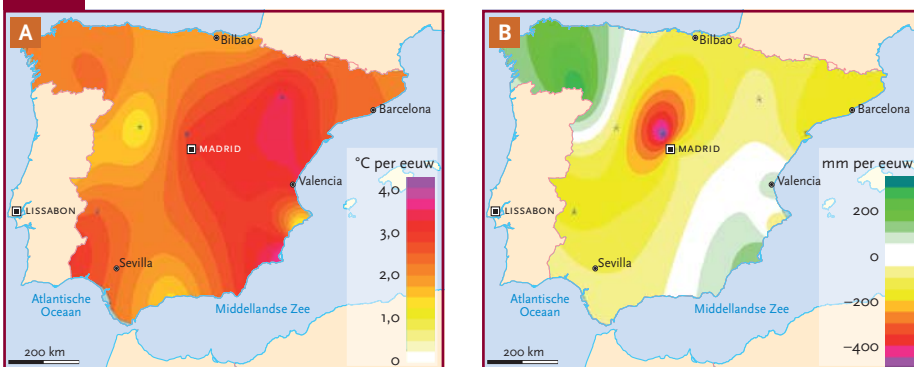 A
Bilbao
Barcelona
MADRID
°C per eeuw
4,0
Valencia
LISSABON
3,0
Sevilla
2,0
Atlantische
Oceaan
Middellandse Zee
1,0
200 km
0
B
Bilbao
Barcelona
MADRID
mm per eeuw
Valencia
200
LISSABON
0
Sevilla
Atlantische
Oceaan
Middellandse Zee
–200
200 km
–400